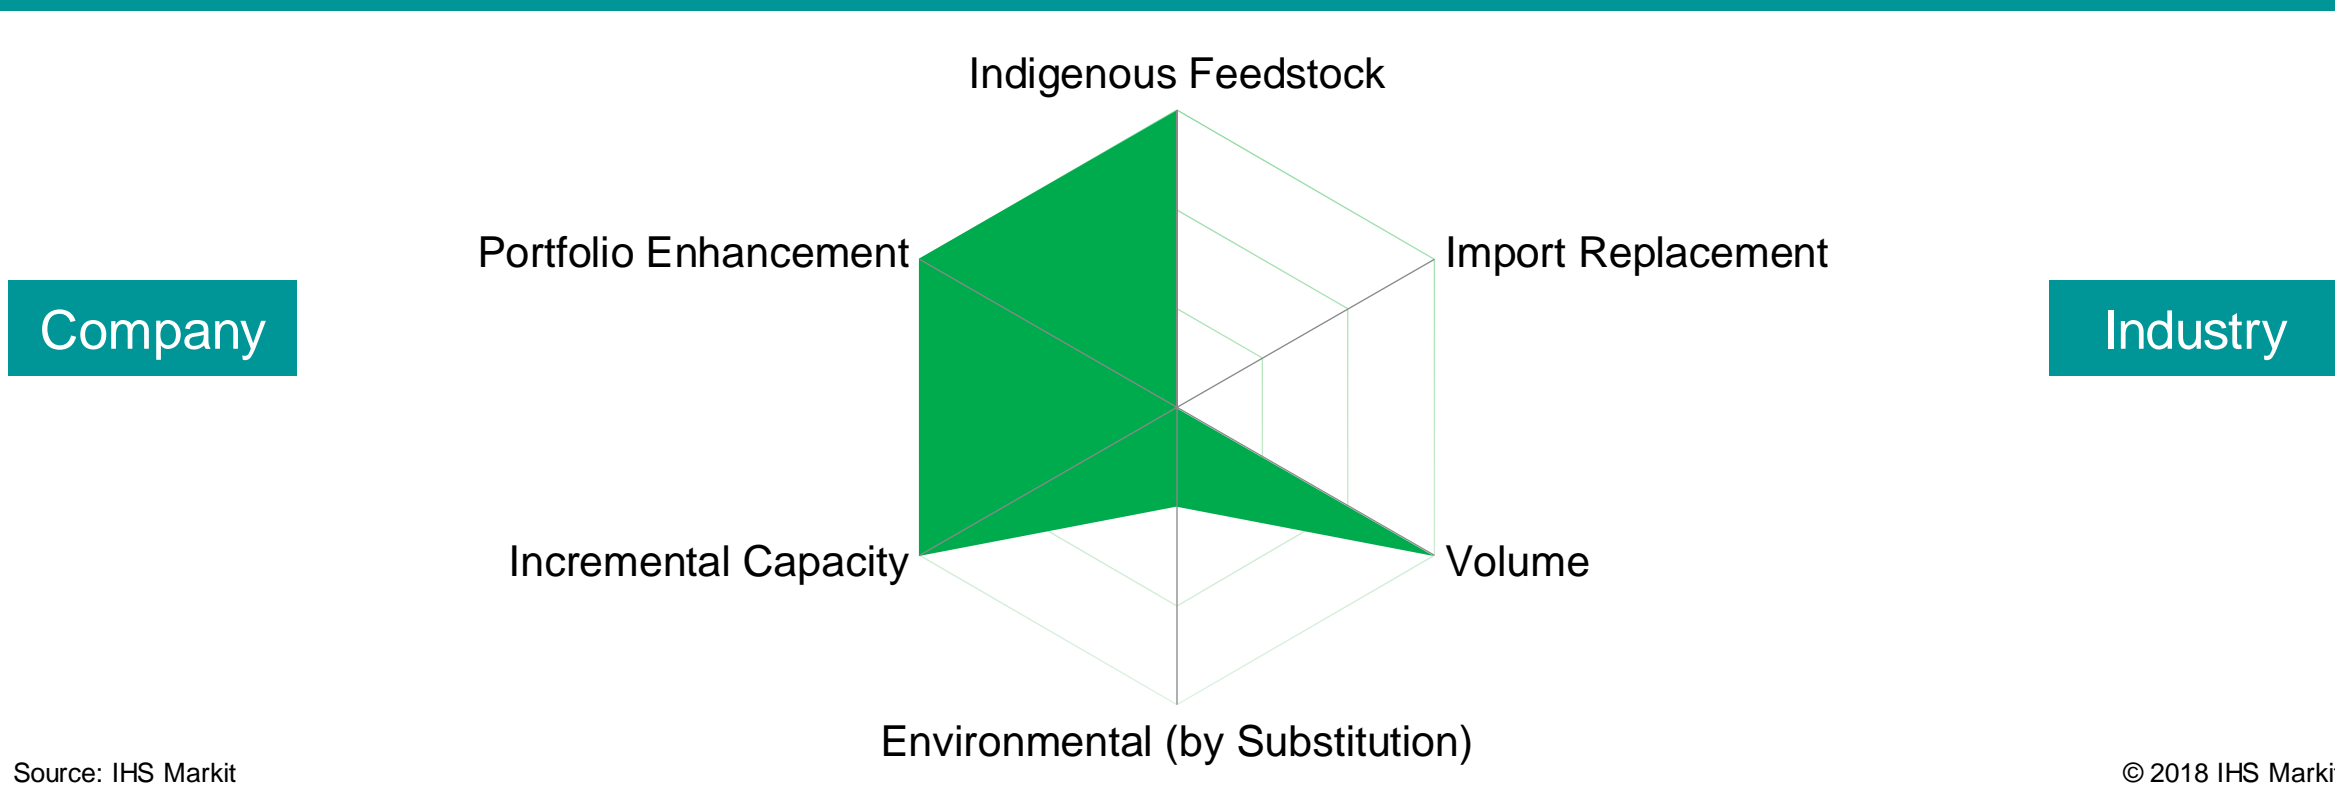 Indigenous Feedstock
Portfolio Enhancement
Import Replacement
Company
Industry
Incremental Capacity
Volume
Environmental (by Substitution)
Source: IHS Markit
© 2018 IHS Markit